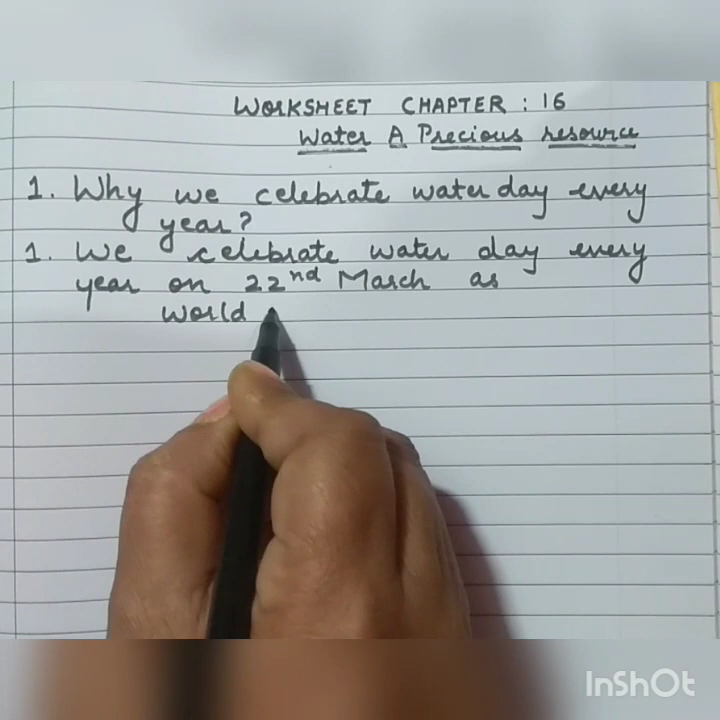 WORKSHEET CHAPTER : 16
Water A Precious resource
1. Why we celebrate water day every
year?
1. We celebrate water day every
year on 22nd March as
World
InShOt